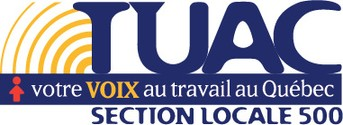 TUAC
votre VOIX au travail au Québec
SECTION LOCALE 500